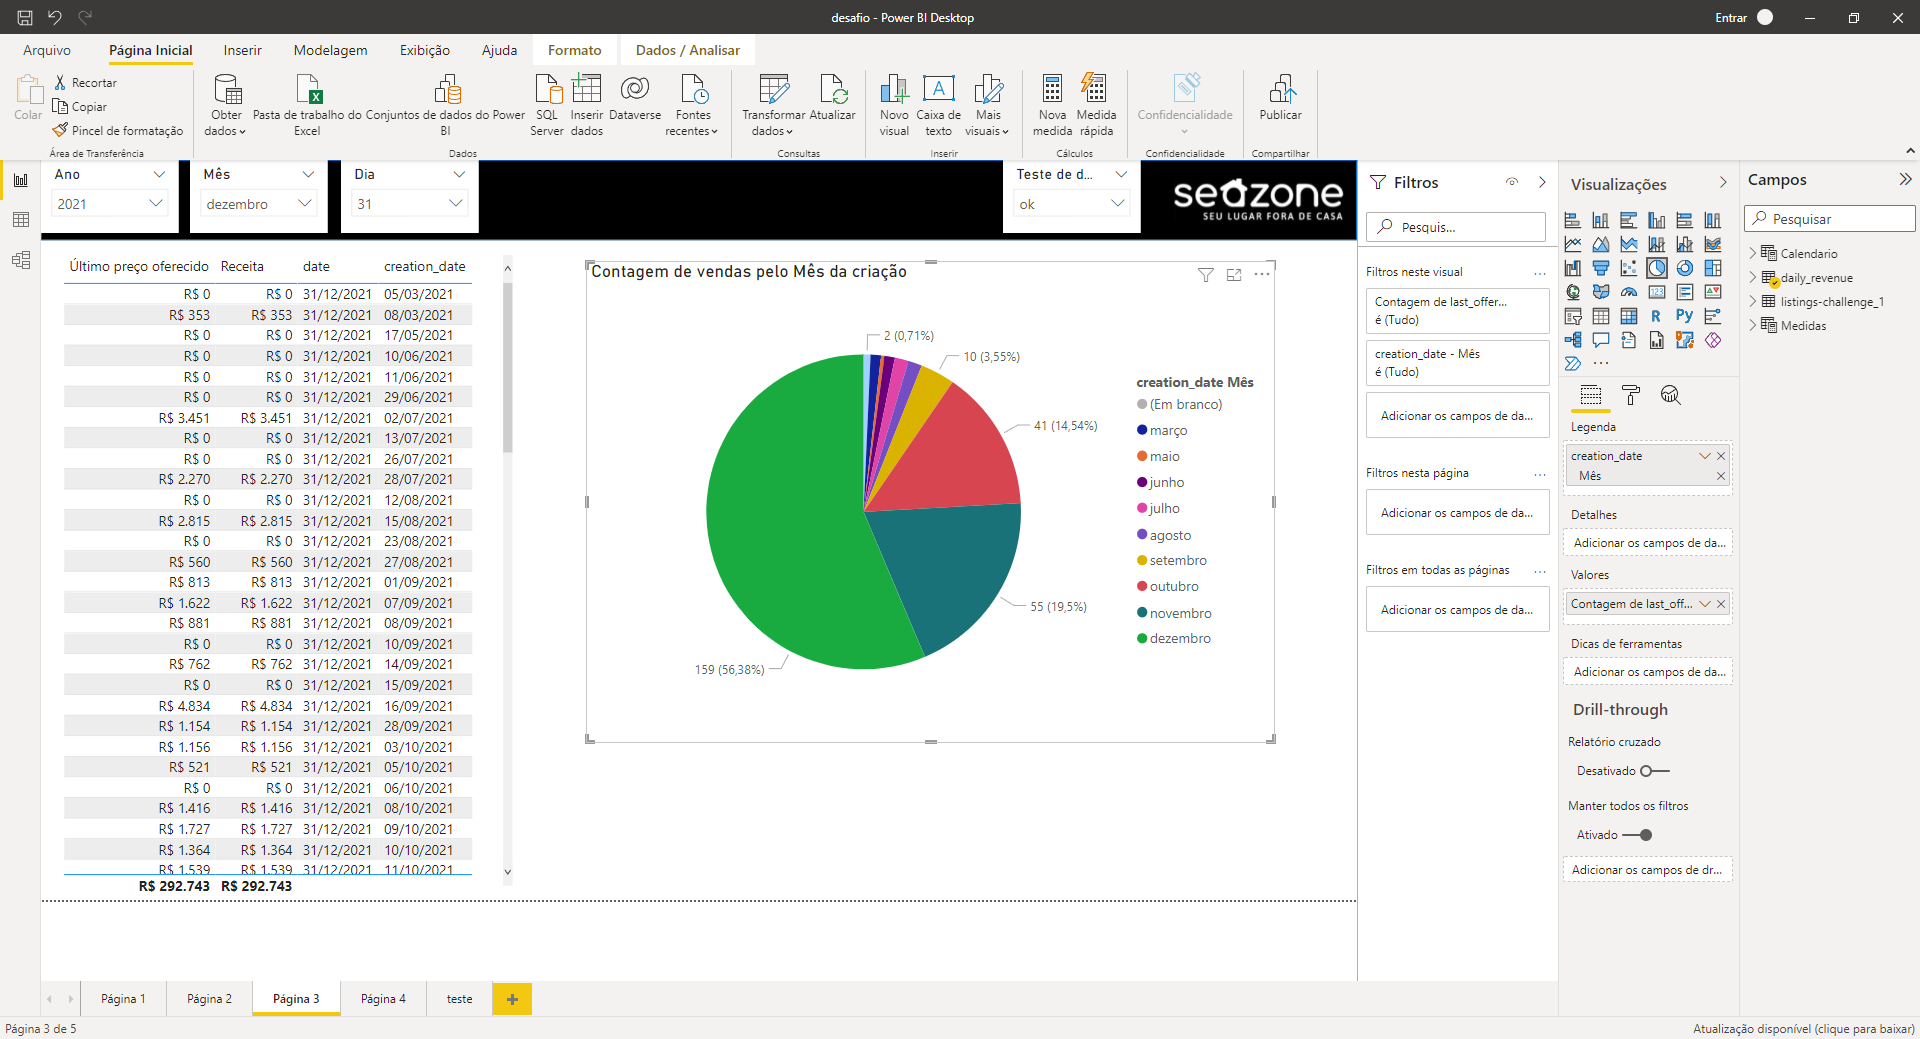 desafio - Power BI Desktop
Entrar
Arquivo
Página Inicial
Inserir
Modelagem
Exibição
Ajuda
Formato
Dados / Analisar
Colar
Recortar
Copiar
Pincel de formatação
Área de Transferência
Obter
dados
Pasta de trabalho do
Excel
Conjuntos de dados do Power
BI
SQL
Server
Inserir
dados
Dataverse
Fontes
recentes
Dados
Transformar
dados
Atualizar
Consultas
Novo
visual
Caixa de
texto
Mais
visuais
Inserir
Nova
medida
Medida
rápida
Cálculos
Confidencialidade
Confidencialidade
Publicar
Compartilhar
Ano
2021
Mês
dezembro
Dia
31
Teste de d...
ok
seazone
SEU LUGAR FORA DE CASA
Último preço oferecido Receita date creation_date
R$ 0 R$ 0 31/12/2021 05/03/2021
R$ 353 R$ 353 31/12/2021 08/03/2021
R$ 0 R$ 0 31/12/2021 17/05/2021
R$ 0 R$ 0 31/12/2021 10/06/2021
R$ 0 R$ 0 31/12/2021 11/06/2021
R$ 0 R$ 0 31/12/2021 29/06/2021
R$ 3.451 R$ 3.451 31/12/2021 02/07/2021
R$ 0 R$ 0 31/12/2021 13/07/2021
R$ 0 R$ 0 31/12/2021 26/07/2021
R$ 2.270 R$ 2.270 31/12/2021 28/07/2021
R$ 0 R$ 0 31/12/2021 12/08/2021
R$ 2.815 R$ 2.815 31/12/2021 15/08/2021
R$ 0 R$ 0 31/12/2021 23/08/2021
R$ 560 R$ 560 31/12/2021 27/08/2021
R$ 813 R$ 813 31/12/2021 01/09/2021
R$ 1.622 R$ 1.622 31/12/2021 07/09/2021
R$ 881 R$ 881 31/12/2021 08/09/2021
R$ 0 R$ 0 31/12/2021 10/09/2021
R$ 762 R$ 762 31/12/2021 14/09/2021
R$ 0 R$ 0 31/12/2021 15/09/2021
R$ 4.834 R$ 4.834 31/12/2021 16/09/2021
R$ 1.154 R$ 1.154 31/12/2021 28/09/2021
R$ 1.156 R$ 1.156 31/12/2021 03/10/2021
R$ 521 R$ 521 31/12/2021 05/10/2021
R$ 0 R$ 0 31/12/2021 06/10/2021
R$ 1.416 R$ 1.416 31/12/2021 08/10/2021
R$ 1.727 R$ 1.727 31/12/2021 09/10/2021
R$ 1.364 R$ 1.364 31/12/2021 10/10/2021
R$ 1.539 R$ 1.539 31/12/2021 11/10/2021
R$ 292.743 R$ 292.743
Contagem de vendas pelo Mês da criação
2 (0,71%)
10 (3,55%)
41 (14,54%)
55 (19,5%)
159 (56,38%)
creation_date Mês
(Em branco)
março
maio
junho
julho
agosto
setembro
outubro
novembro
dezembro
Filtros
Pesquis...
Filtros neste visual
Contagem de last_offer...
é (Tudo)
creation_date - Mês
é (Tudo)
Adicionar os campos de da...
Filtros nesta página
Adicionar os campos de da...
Filtros em todas as páginas
Adicionar os campos de da...
Visualizações
123
R
Py
Legenda
creation_date
Mês
Detalhes
Adicionar os campos de da...
Valores
Contagem de last_off...
Dicas de ferramentas
Adicionar os campos de da...
Drill-through
Relatório cruzado
Desativado
Manter todos os filtros
Ativado
Adicionar os campos de dr...
Campos
Pesquisar
Calendario
daily_revenue
listings-challenge_1
Medidas
Página 1
Página 2
Página 3
Página 4
teste
Página 3 de 5
Atualização disponível (clique para baixar)